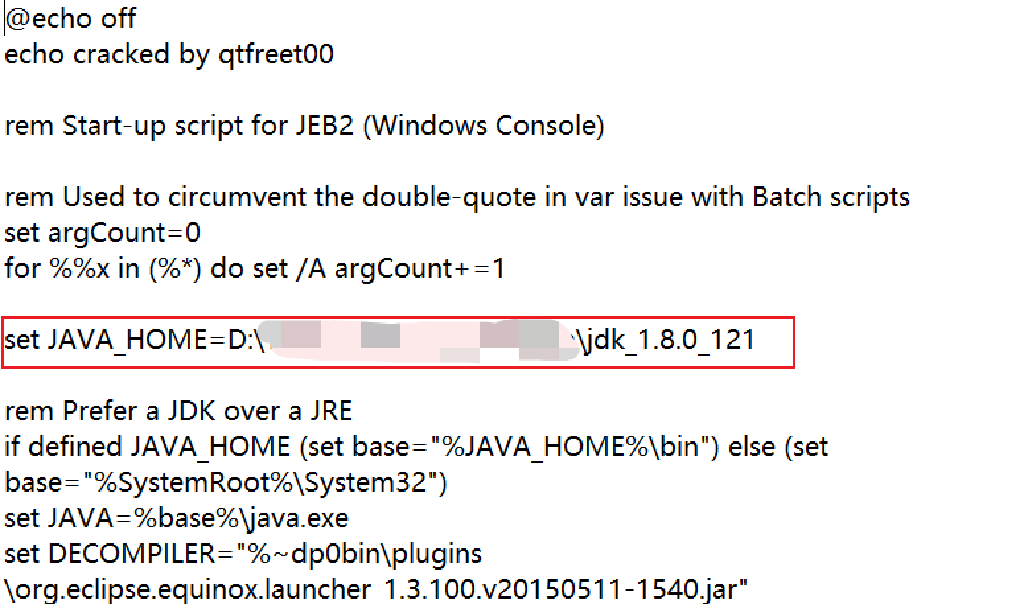 @echo off
echo cracked by qtfreet00
rem Start-up script for JEB2 (Windows Console)
rem Used to circumvent the double-quote in var issue with Batch scripts
set argCount=0
for %%x in (%*) do set /A argCount+=1
set JAVA_HOME=D:\ \jdk_1.8.0_121
rem Prefer a JDK over a JRE
if defined JAVA_HOME (set base="%JAVA_HOME%\bin") else (set
base="%SystemRoot%\System32")
set JAVA=%base%\java.exe
set DECOMPILER="%~dp0bin\plugins
\org.eclipse.equinox.launcher_1.3.100.v20150511-1540.jar"